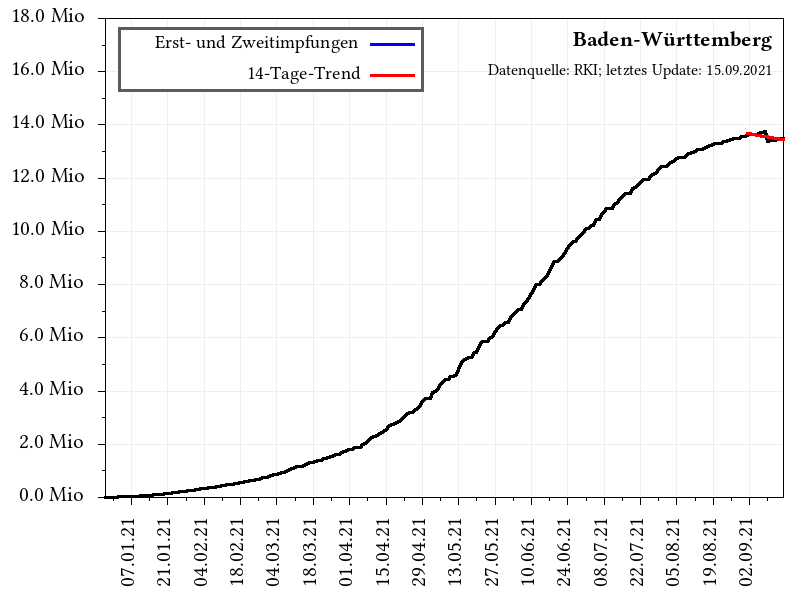 18.0 Mio
Erst- und Zweitimpfungen
14-Tage-Trend
Baden-Württemberg
Datenquelle: RKI; letztes Update: 15.09.2021
16.0 Mio
14.0 Mio
12.0 Mio
10.0 Mio
8.0 Mio
6.0 Mio
4.0 Mio
2.0 Mio
0.0 Mio
07.01.21
21.01.21
04.02.21
18.02.21
04.03.21
18.03.21
01.04.21
15.04.21
29.04.21
13.05.21
27.05.21
10.06.21
24.06.21
08.07.21
22.07.21
05.08.21
19.08.21
02.09.21